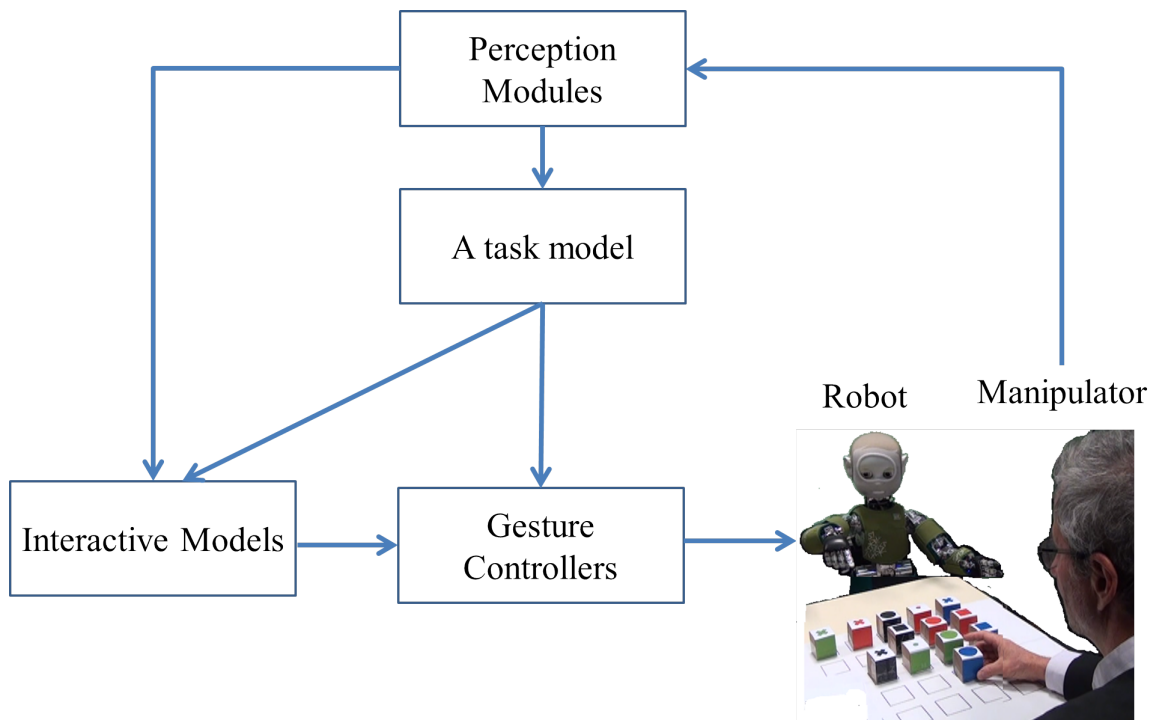 Perception
Modules
A task model
Robot
Manipulator
Interactive Models
Gesture
Controllers